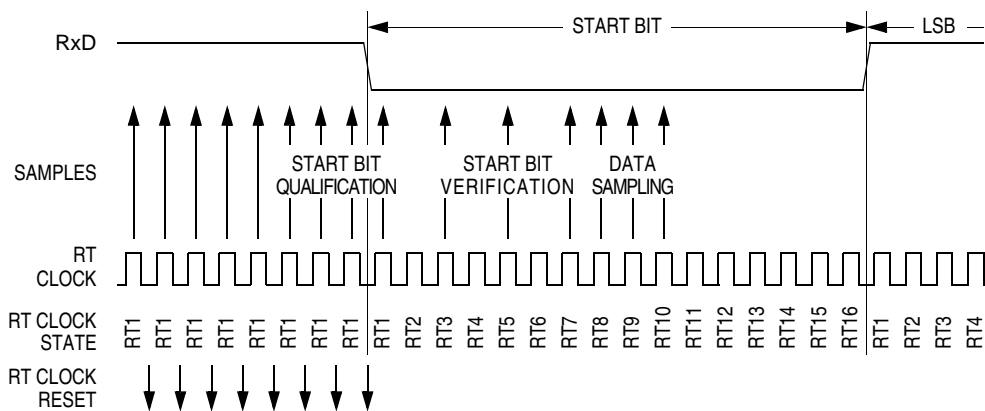 START BIT
LSB
RxD
SAMPLES
START BIT
QUALIFICATION
START BIT
VERIFICATION
DATA
SAMPLING
RT
CLOCK
RT CLOCK
STATE
RT1 RT1 RT1 RT1 RT1 RT1 RT1 RT1 RT1 RT2 RT3 RT4 RT5 RT6 RT7 RT8 RT9 RT10 RT11 RT12 RT13 RT14 RT15 RT16 RT1 RT2 RT3 RT4
RT CLOCK
RESET